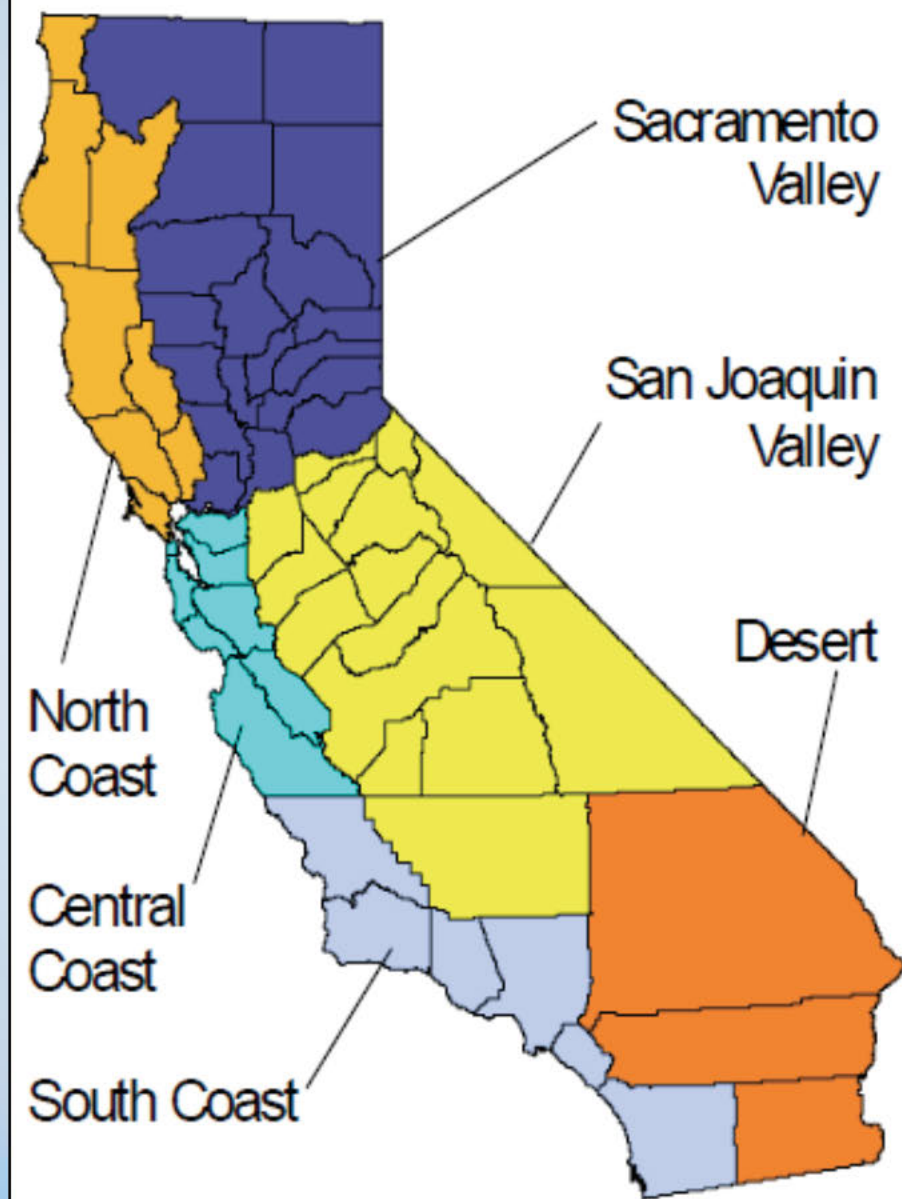 Sacramento
Valley
San Joaquin
Valley
Desert
North
Coast
Central
Coast
South Coast